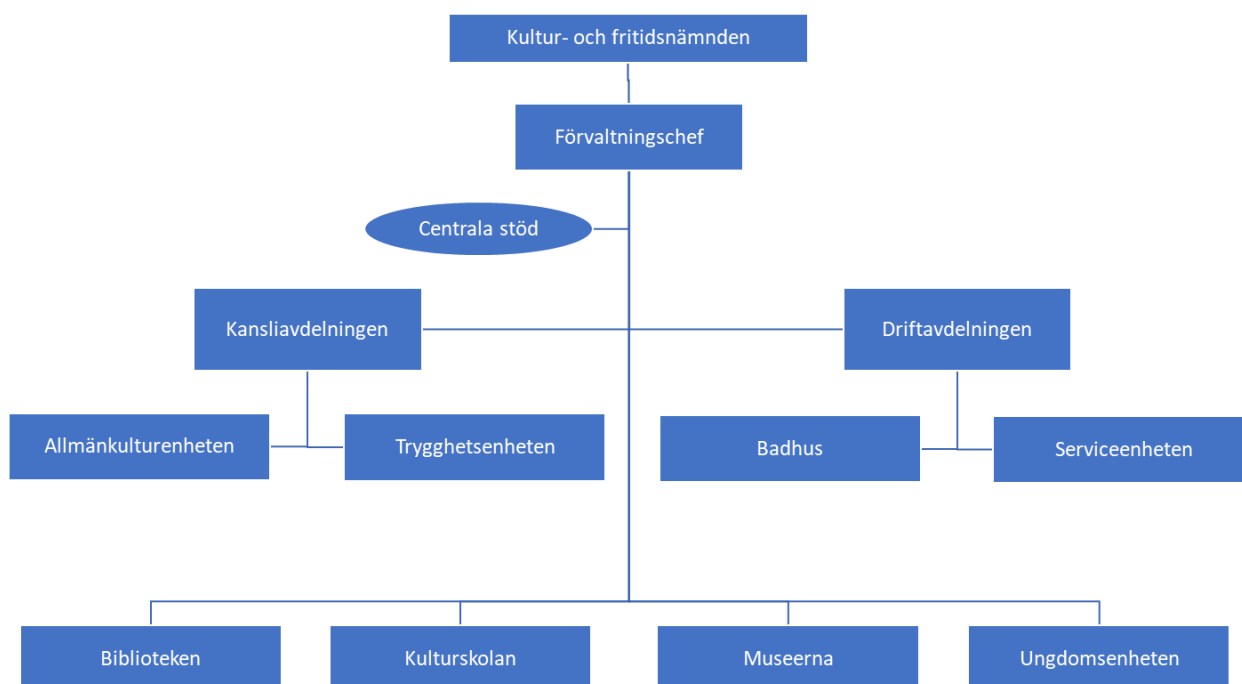 Kultur- och fritidsnämnden
Förvaltningschef
Centrala stöd
Kansliavdelningen
Driftavdelningen
Allmänkulturenheten
Trygghetsenheten
Badhus
Serviceenheten
Biblioteken
Kulturskolan
Museerna
Ungdomsenheten